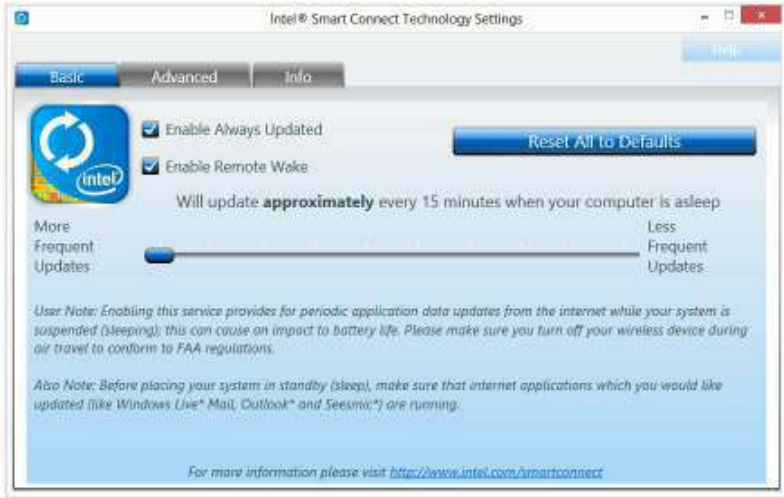 Intel® Smart Connect Technology Settings
Help
Basic Advanced Info
Enable Always Updated
Reset All to Defaults
Enable Remote Wake
intel
Will update approximately every 15 minutes when your computer is asleep
More
Frequent
Updates
Less
Frequent
Updates
User Note: Enabling this service provides for periodic application data updates from the internet while your system is
suspended (sleeping); this can cause an impact to battery life. Please make sure you turn off your wireless device during
air travel to conform to FAA regulations.
Also Note: Before placing your system in standby (sleep), make sure that internet applications which you would like
updated (like Windows Live* Mail, Outlook* and Seesmic*) are running.
For more information please visit http://www.intel.com/smartconnect